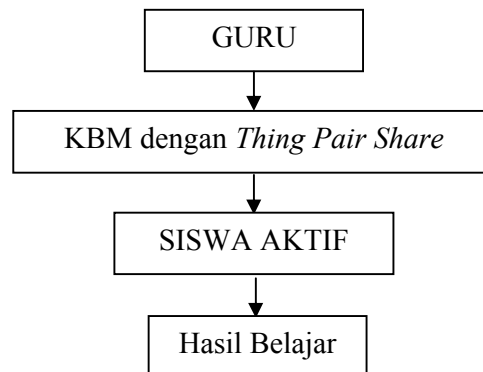 GURU
KBM dengan Thing Pair Share
SISWA AKTIF
Hasil Belajar